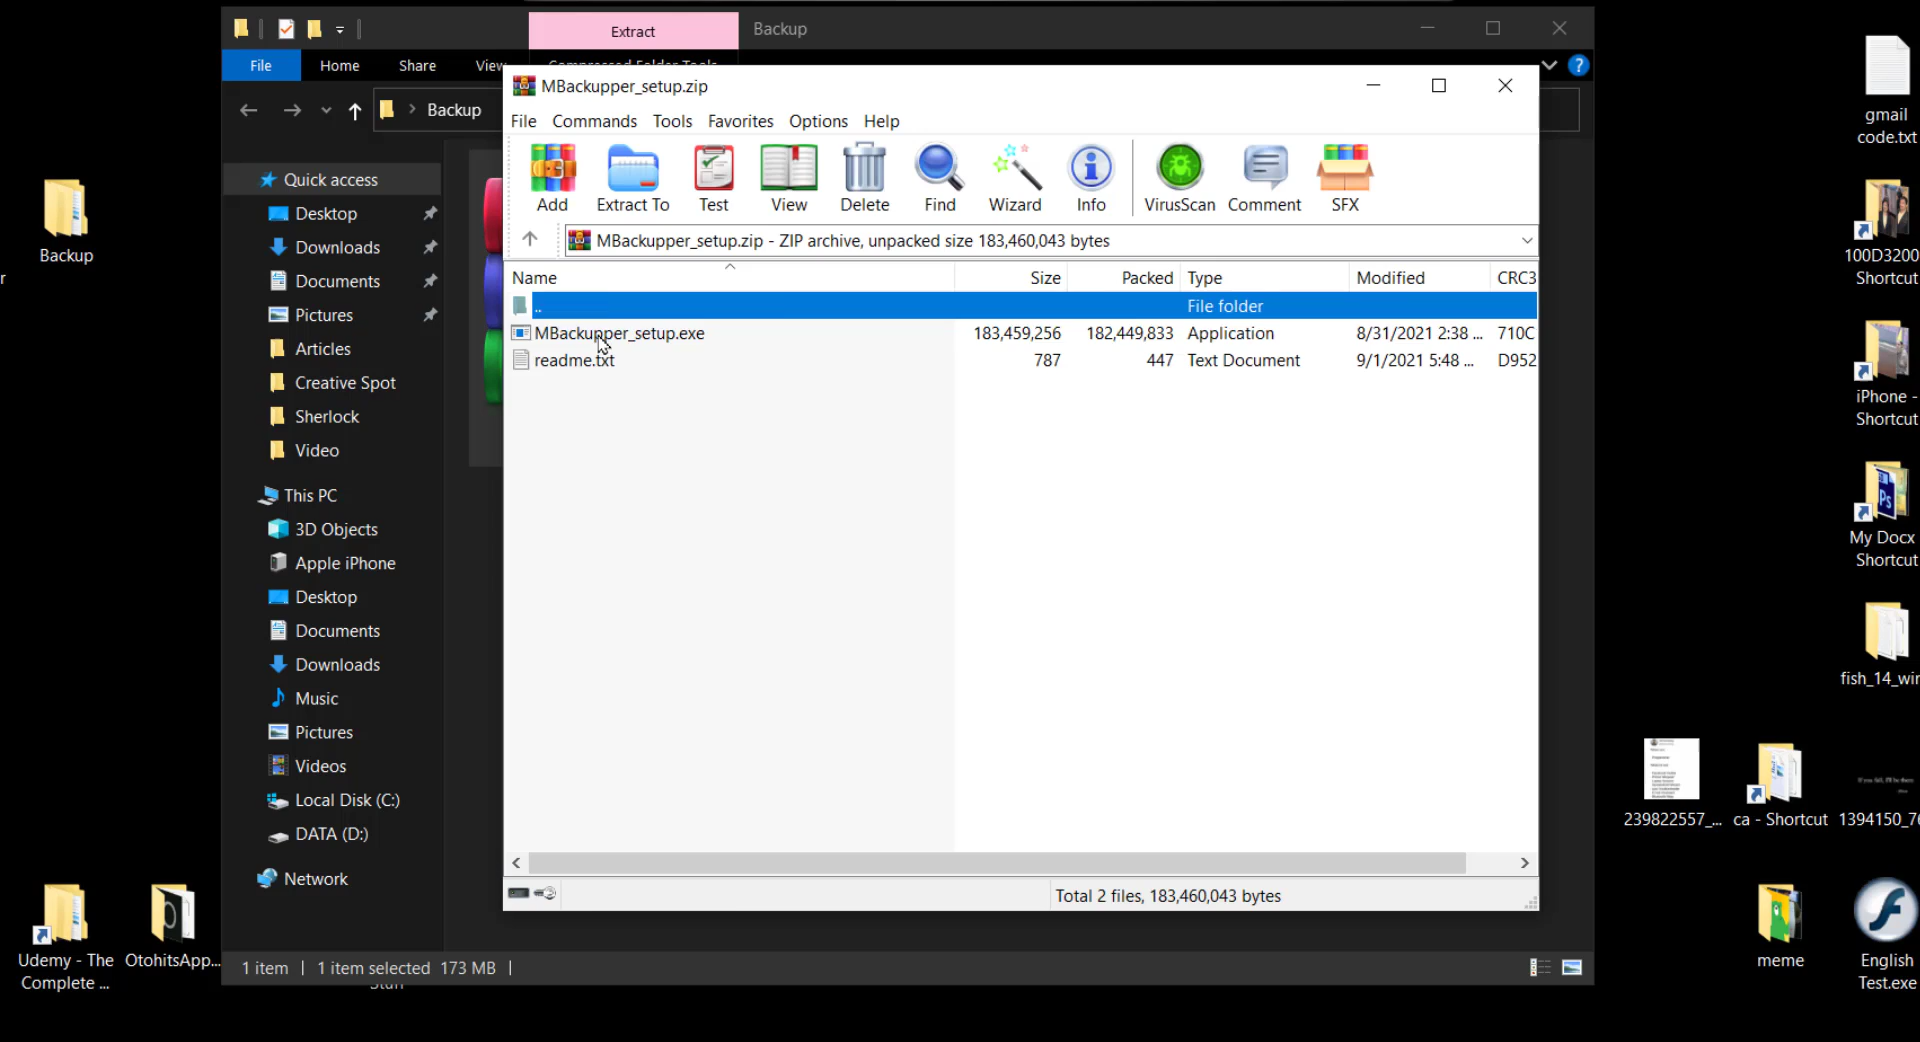 Extract
Backup
File
Home
Share
View
MBackupper_setup.zip
File
Commands
Tools
Favorites
Options
Help
Backup
Add
Extract To
Test
View
Delete
Find
Wizard
Info
VirusScan
Comment
SFX
MBackupper_setup.zip - ZIP archive, unpacked size 183,460,043 bytes
Name
Size
Packed
Type
Modified
CRC3
..
File folder
MBackupper_setup.exe
183,459,256
182,449,833
Application
8/31/2021 2:38 ...
710C
readme.txt
787
447
Text Document
9/1/2021 5:48 ...
D952
Total 2 files, 183,460,043 bytes
Quick access
Desktop
Downloads
Documents
Pictures
Articles
Creative Spot
Sherlock
Video
This PC
3D Objects
Apple iPhone
Desktop
Documents
Downloads
Music
Pictures
Videos
Local Disk (C:)
DATA (D:)
Network
1 item
1 item selected 173 MB
Backup
r
Udemy - The
Complete ...
OtohitsApp...
gmail
code.txt
100D3200
Shortcut
iPhone -
Shortcut
Ps
My Docx
Shortcut
fish_14_wir
239822557_...
ca - Shortcut
1394150_76
meme
English
Test.exe